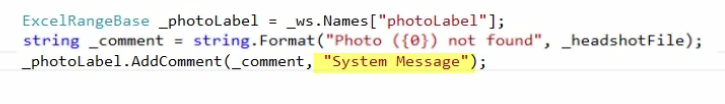 ExcelRangeBase _photoLabel = _ws.Names["photoLabel"];
string _comment = string.Format("Photo ({0}) not found", _headshotFile);
_photoLabel.AddComment(_comment, "System Message");